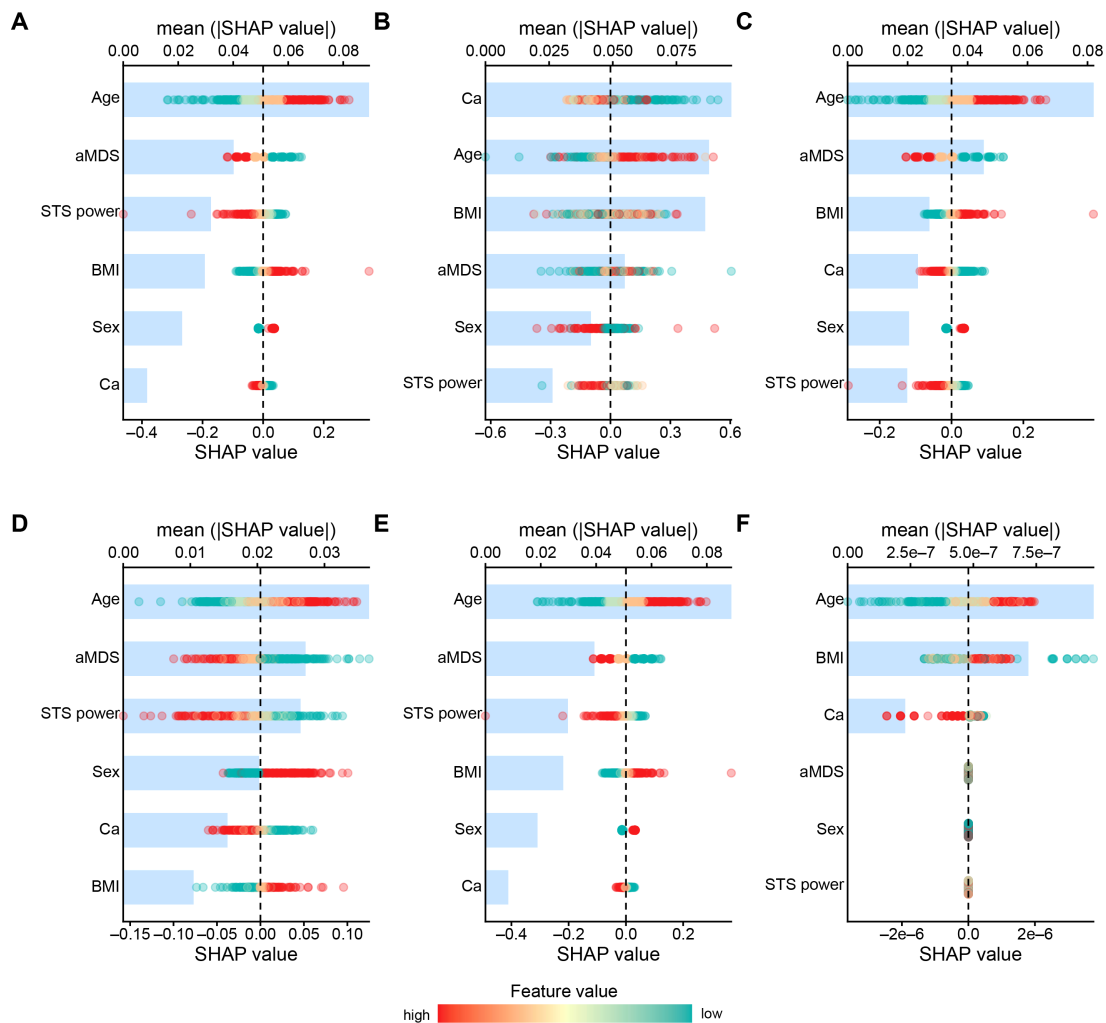 A
mean (|SHAP value|)
0.00 0.02 0.04 0.06 0.08
Age
aMDS
STS power
BMI
Sex
Ca
−0.4 −0.2 0.0 0.2
SHAP value
B
mean (|SHAP value|)
0.000 0.025 0.050 0.075
Ca
Age
BMI
aMDS
Sex
STS power
−0.6 −0.3 0.0 0.3 0.6
SHAP value
C
mean (|SHAP value|)
0.00 0.02 0.04 0.06 0.08
Age
aMDS
BMI
Ca
Sex
STS power
−0.2 0.0 0.2
SHAP value
D
mean (|SHAP value|)
0.00 0.01 0.02 0.03
Age
aMDS
STS power
Sex
Ca
BMI
−0.15 −0.10 −0.05 0.00 0.05 0.10
SHAP value
E
mean (|SHAP value|)
0.00 0.02 0.04 0.06 0.08
Age
aMDS
STS power
BMI
Sex
Ca
−0.4 −0.2 0.0 0.2
SHAP value
F
mean (|SHAP value|)
0.00 2.5e−7 5.0e−7 7.5e−7
Age
BMI
Ca
aMDS
Sex
STS power
−2e−6 0.0 2e−6
SHAP value
Feature value
high low